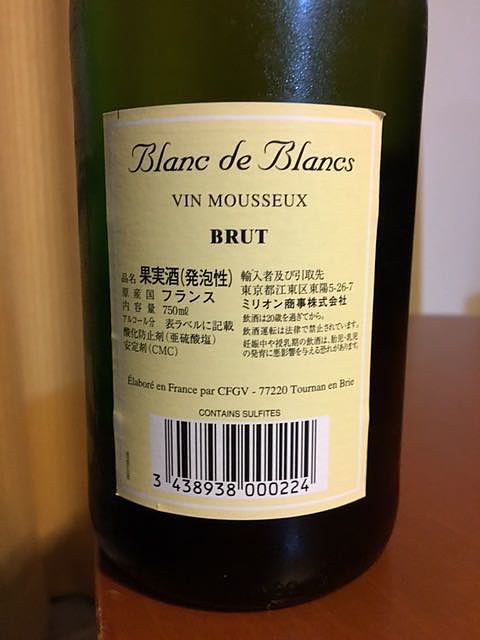 Blanc de Blancs
VIN MOUSSEUX
BRUT
品名 果実酒(発泡性)
原産国 フランス
内容量 750ml
アルコール分 表ラベルに記載
酸化防止剤(亜硫酸塩)
安定剤(CMC)
輸入者及び引取先
東京都江東区東陽5-26-7
ミリオン商事株式会社
飲酒は20歳を過ぎてから。
飲酒運転は法律で禁止されています。
妊娠中や授乳期の飲酒は、胎児・乳児
の発育に悪影響を与える恐れがあります。
Élaboré en France par CFGV - 77220 Tournan en Brie
CONTAINS SULFITES
3 438938 000224